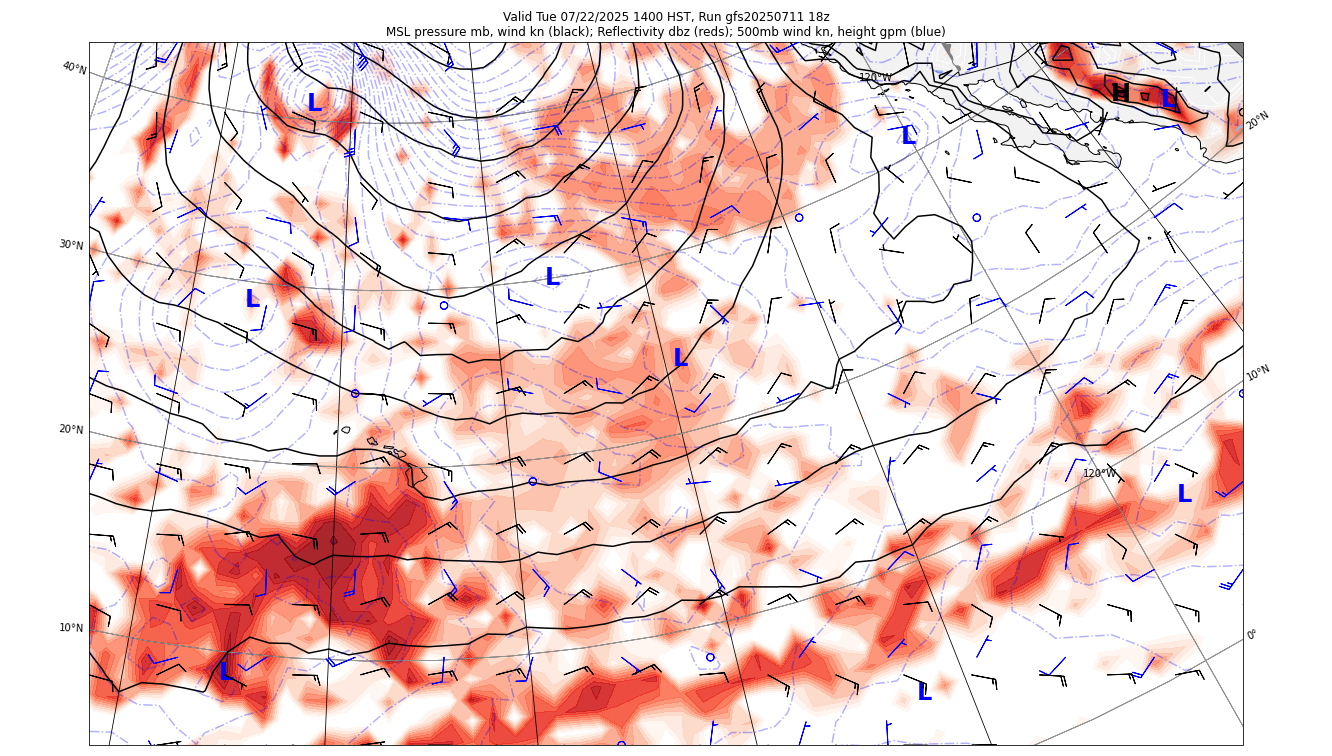 Valid Tue 07/22/2025 1400 HST, Run gfs20250711 18z
MSL pressure mb, wind kn (black); Reflectivity dbz (reds); 500mb wind kn, height gpm (blue)
40°N
120°W
L
H
L
20°N
L
30°N
L
L
L
10°N
20°N
120°W
L
10°N
0°
L
L